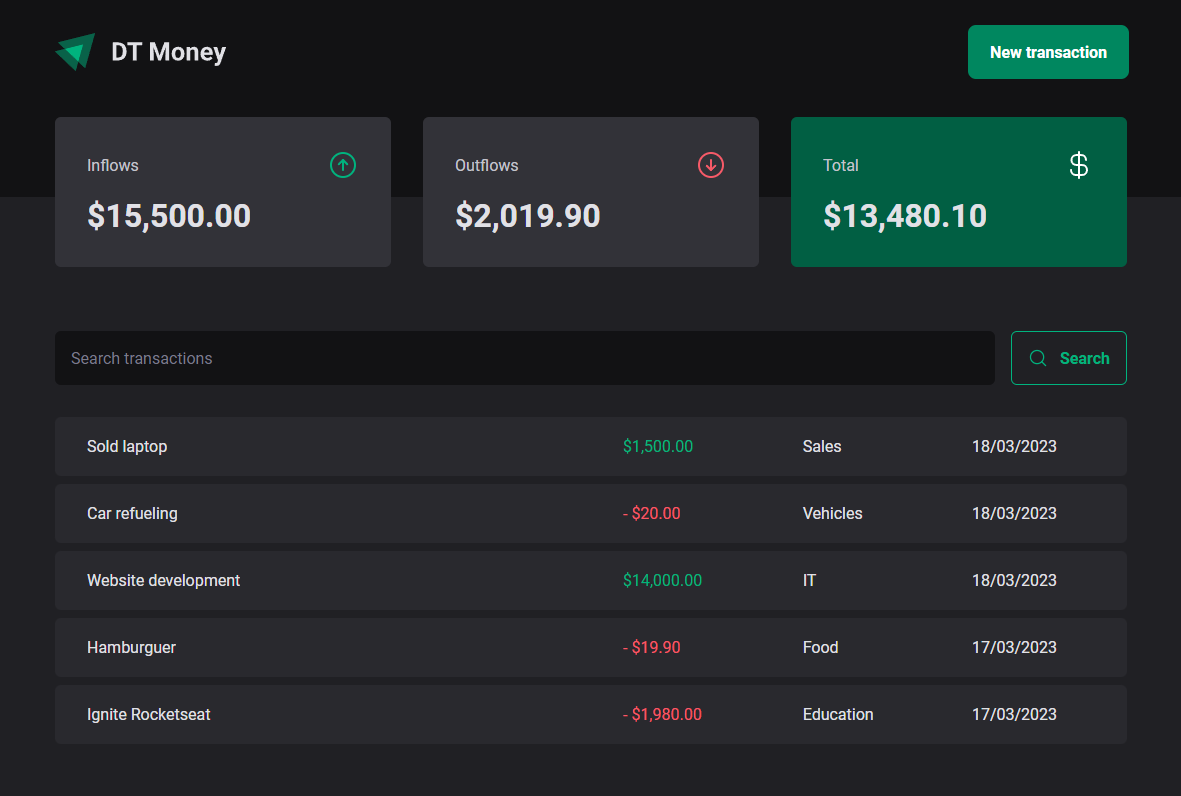 DT Money
New transaction
Inflows
$15,500.00
Outflows
$2,019.90
Total
$13,480.10
Search transactions
Search
Sold laptop $1,500.00 Sales 18/03/2023
Car refueling - $20.00 Vehicles 18/03/2023
Website development $14,000.00 IT 18/03/2023
Hamburguer - $19.90 Food 17/03/2023
Ignite Rocketseat - $1,980.00 Education 17/03/2023